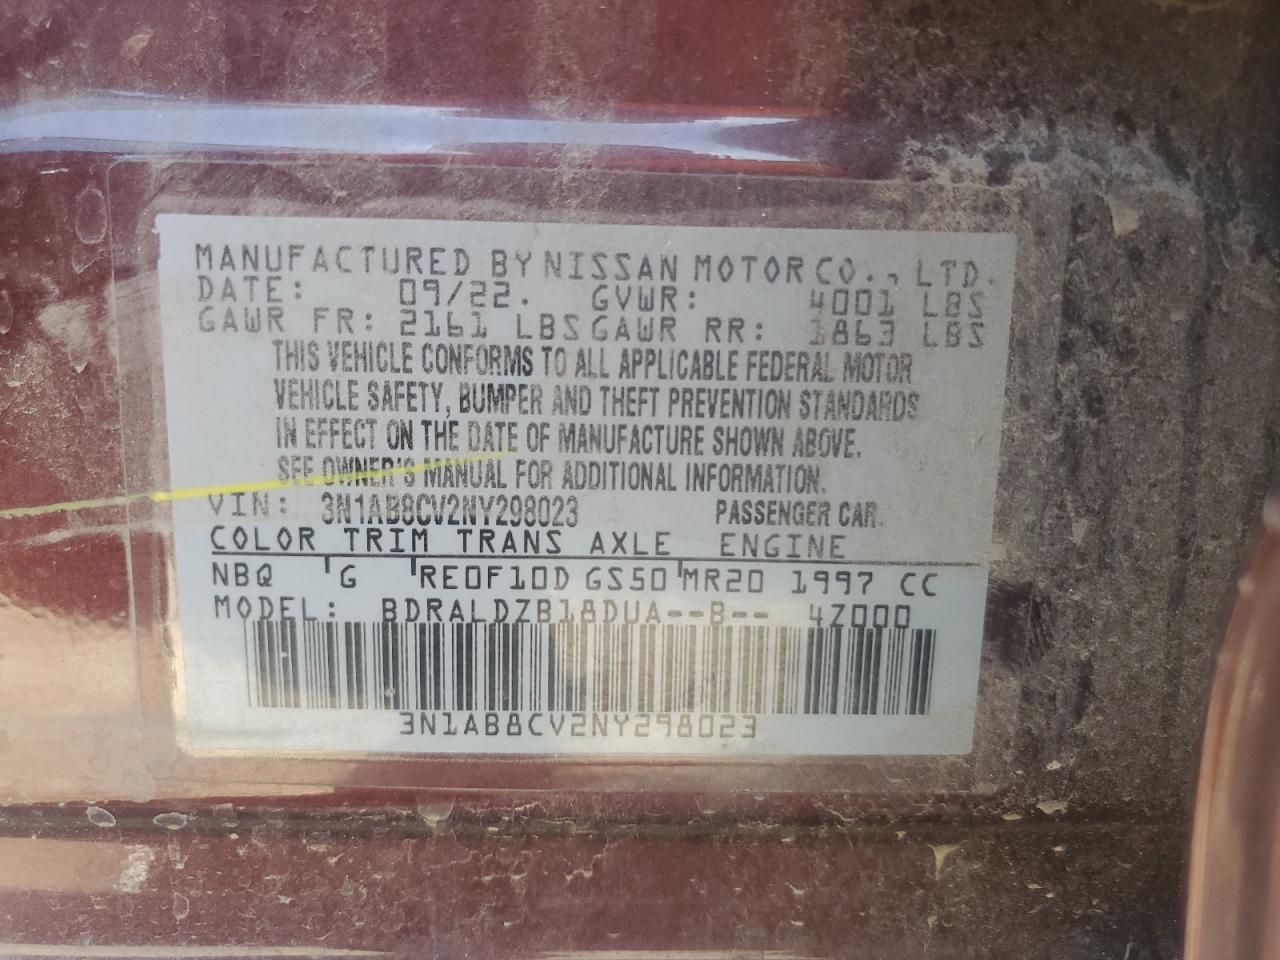 MANUFACTURED BY NISSAN MOTOR CO., LTD.
DATE: 09/22. GVWR: 4001 LBS
GAWR FR: 2161 LBS GAWR RR: 1863 LBS
THIS VEHICLE CONFORMS TO ALL APPLICABLE FEDERAL MOTOR
VEHICLE SAFETY, BUMPER AND THEFT PREVENTION STANDARDS
IN EFFECT ON THE DATE OF MANUFACTURE SHOWN ABOVE.
SEE OWNER'S MANUAL FOR ADDITIONAL INFORMATION.
VIN: 3N1AB8CV2NY298023 PASSENGER CAR.
COLOR TRIM TRANS AXLE ENGINE
NBQ G RE0F10D GS50 MR20 1997 CC
MODEL: BDRALDZB18DUA--B-- 4Z000
3N1AB8CV2NY298023